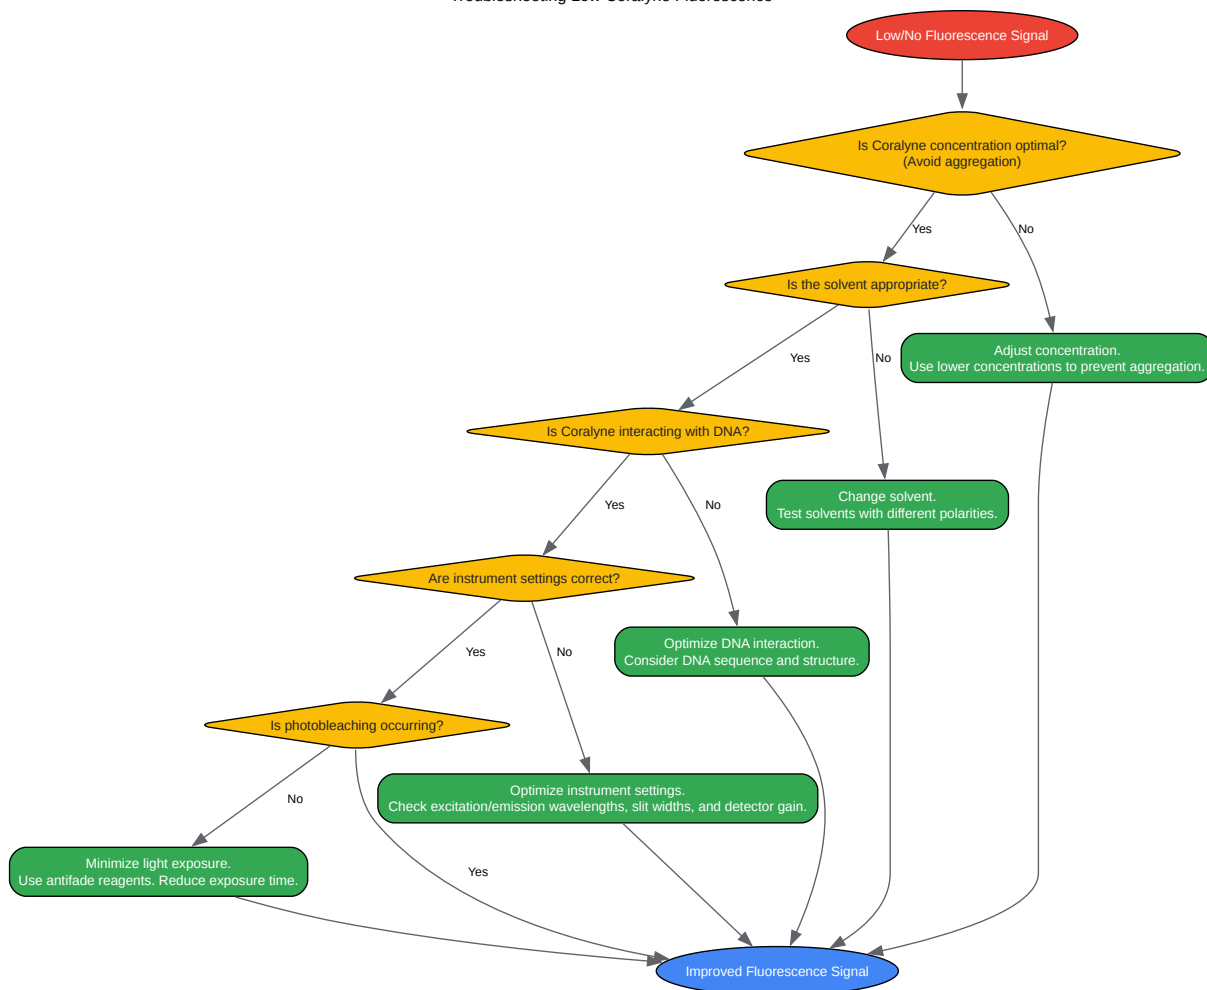 Low/No Fluorescence Signal
Is Coralyne concentration optimal?
(Avoid aggregation)
Yes
No
Is the solvent appropriate?
Yes
No
Adjust concentration.
Use lower concentrations to prevent aggregation.
Is Coralyne interacting with DNA?
Yes
No
Change solvent.
Test solvents with different polarities.
Are instrument settings correct?
Yes
No
Optimize DNA interaction.
Consider DNA sequence and structure.
Is photobleaching occurring?
No
Yes
Optimize instrument settings.
Check excitation/emission wavelengths, slit widths, and detector gain.
Minimize light exposure.
Use antifade reagents. Reduce exposure time.
Improved Fluorescence Signal